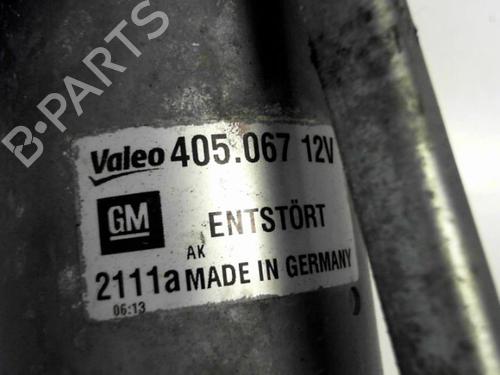 B-PARTS
Valeo 405.067 12V
GM ENTSTÖRT
AK
2111a MADE IN GERMANY
06:13